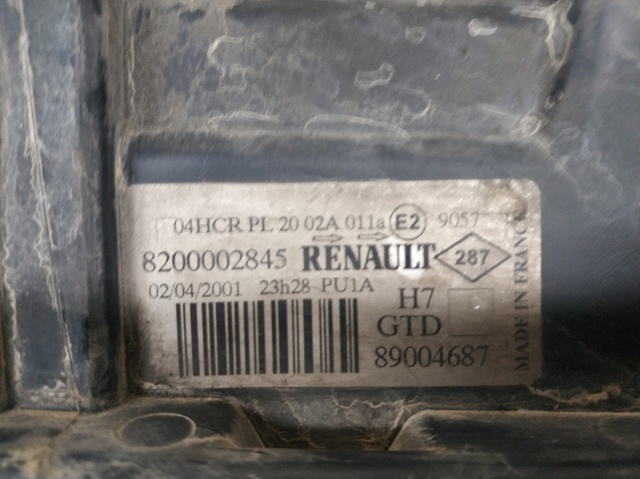 04HCR PL 20 02A 011a E2 9057
8200002845 RENAULT 287
02/04/2001 23h28 PU1A
H7
GTD
89004687
MADE IN FRANCE